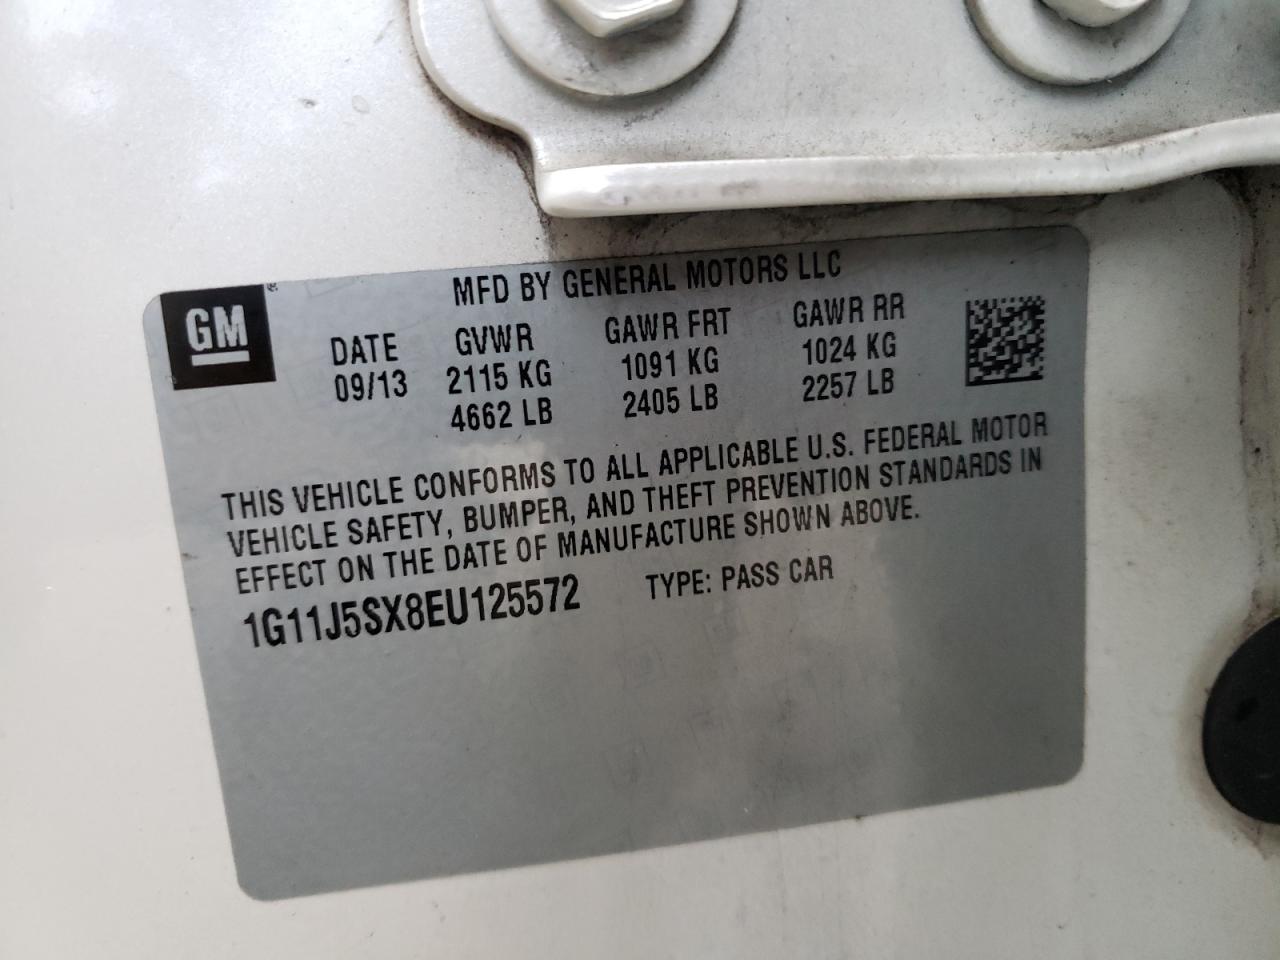 MFD BY GENERAL MOTORS LLC
GM®
DATE GVWR GAWR FRT GAWR RR
09/13 2115 KG 1091 KG 1024 KG
4662 LB 2405 LB 2257 LB
THIS VEHICLE CONFORMS TO ALL APPLICABLE U.S. FEDERAL MOTOR
VEHICLE SAFETY, BUMPER, AND THEFT PREVENTION STANDARDS IN
EFFECT ON THE DATE OF MANUFACTURE SHOWN ABOVE.
1G11J5SX8EU125572 TYPE: PASS CAR